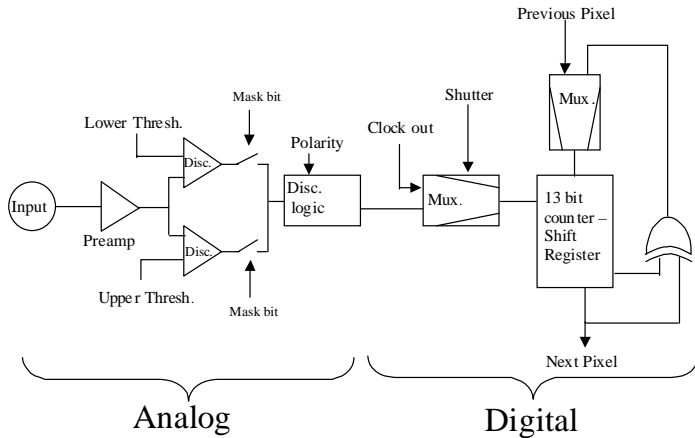 Previous Pixel
Mux.
Shutter
Mask bit
Lower Thresh.
Clock out
Polarity
Disc.
Input
Disc.
logic
Mux.
13 bit
counter –
Shift
Register
Preamp
Disc.
Upper Thresh.
Mask bit
Next Pixel
Analog
Digital